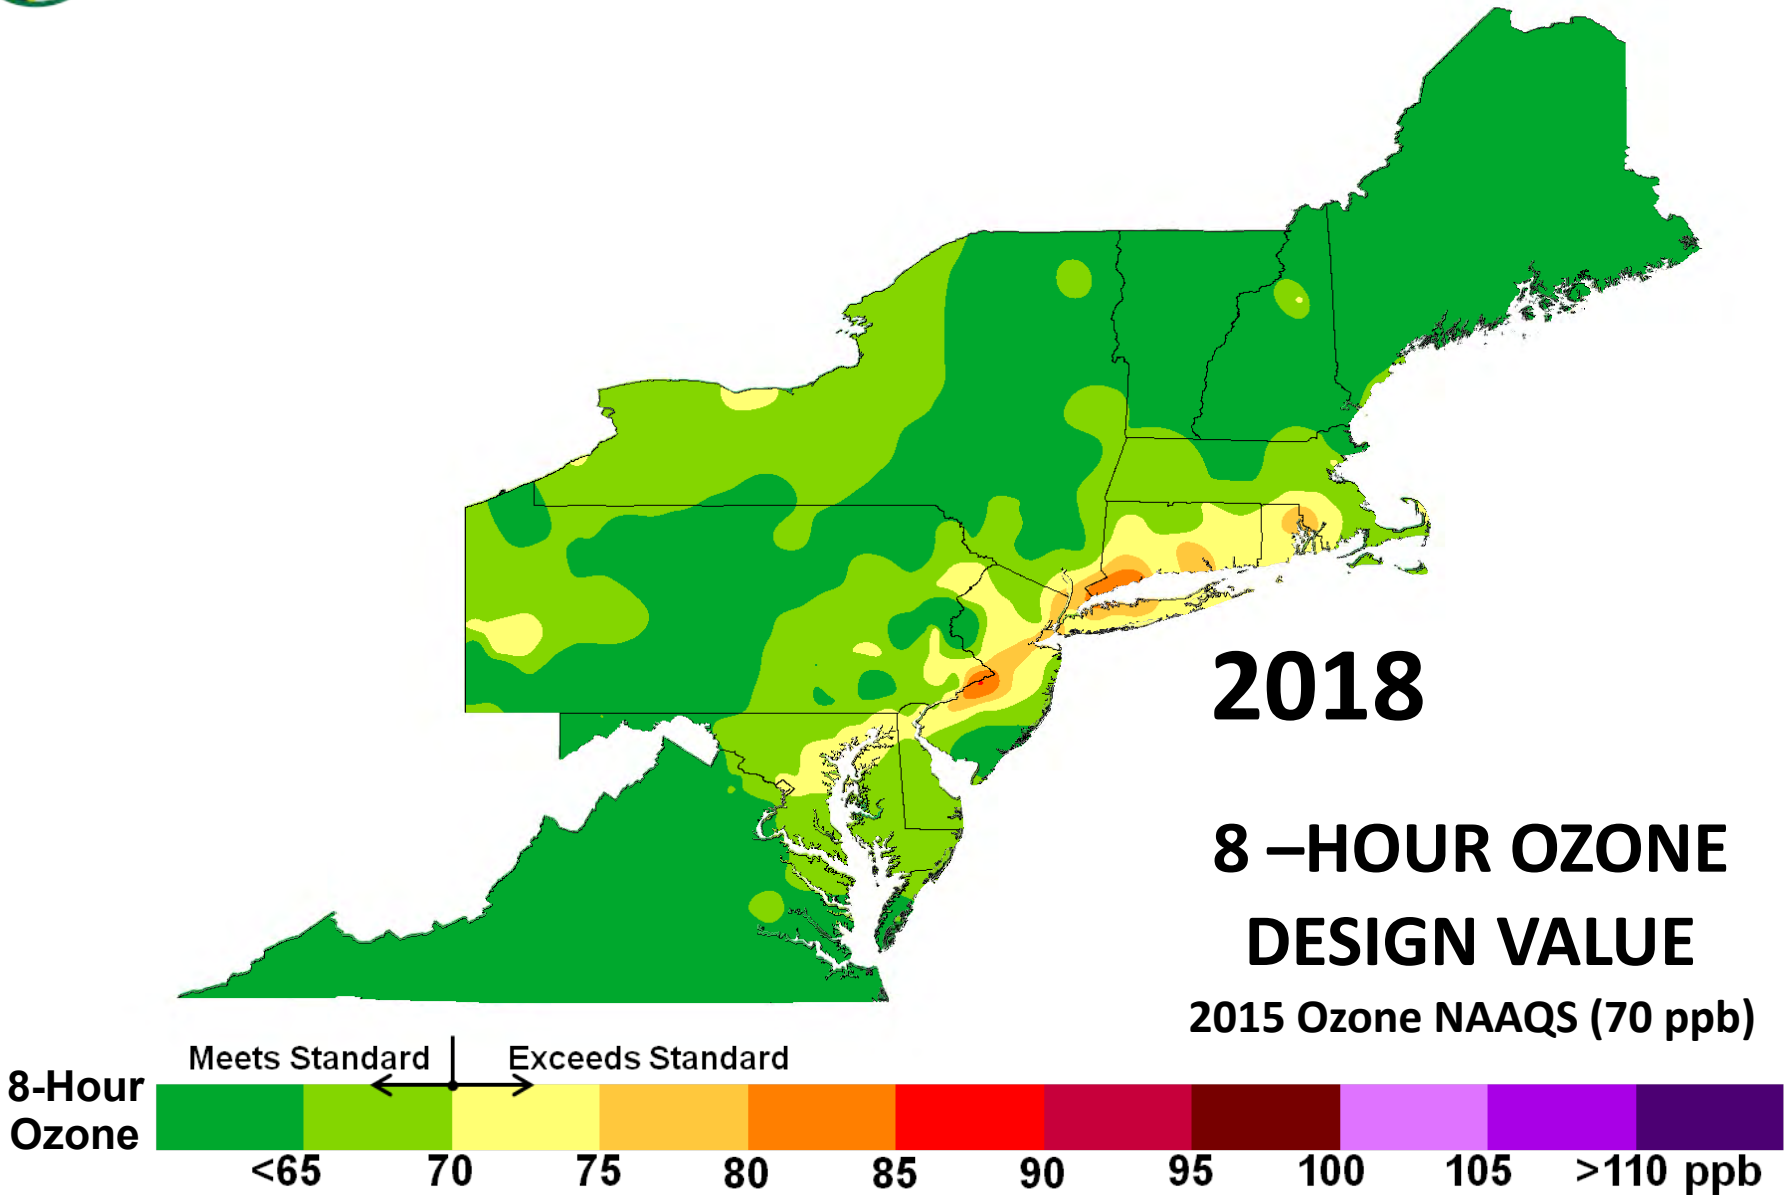 2018
8 –HOUR OZONE
DESIGN VALUE
2015 Ozone NAAQS (70 ppb)
Meets Standard Exceeds Standard
8-Hour
Ozone
<65 70 75 80 85 90 95 100 105 >110 ppb